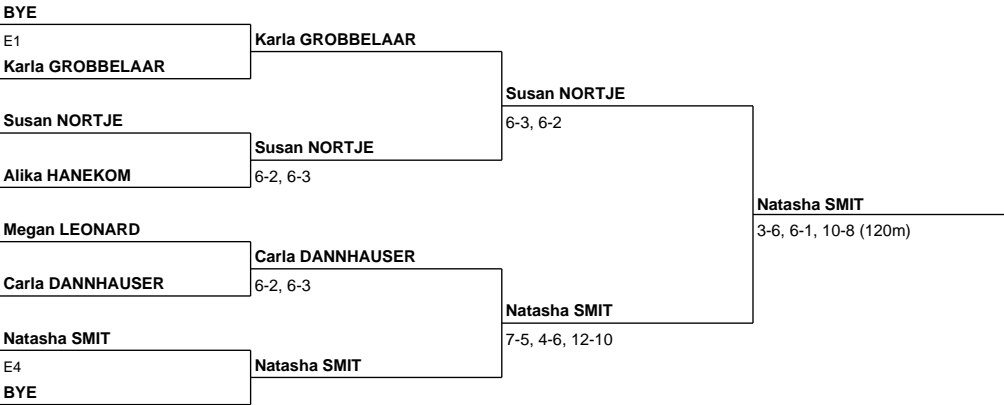 BYE
E1
Karla GROBBELAAR
Karla GROBBELAAR
Susan NORTJE
6-3, 6-2
Susan NORTJE
Susan NORTJE
6-2, 6-3
Alika HANEKOM
Natasha SMIT
3-6, 6-1, 10-8 (120m)
Megan LEONARD
Carla DANNHAUSER
6-2, 6-3
Carla DANNHAUSER
Natasha SMIT
7-5, 4-6, 12-10
Natasha SMIT
E4
Natasha SMIT
BYE